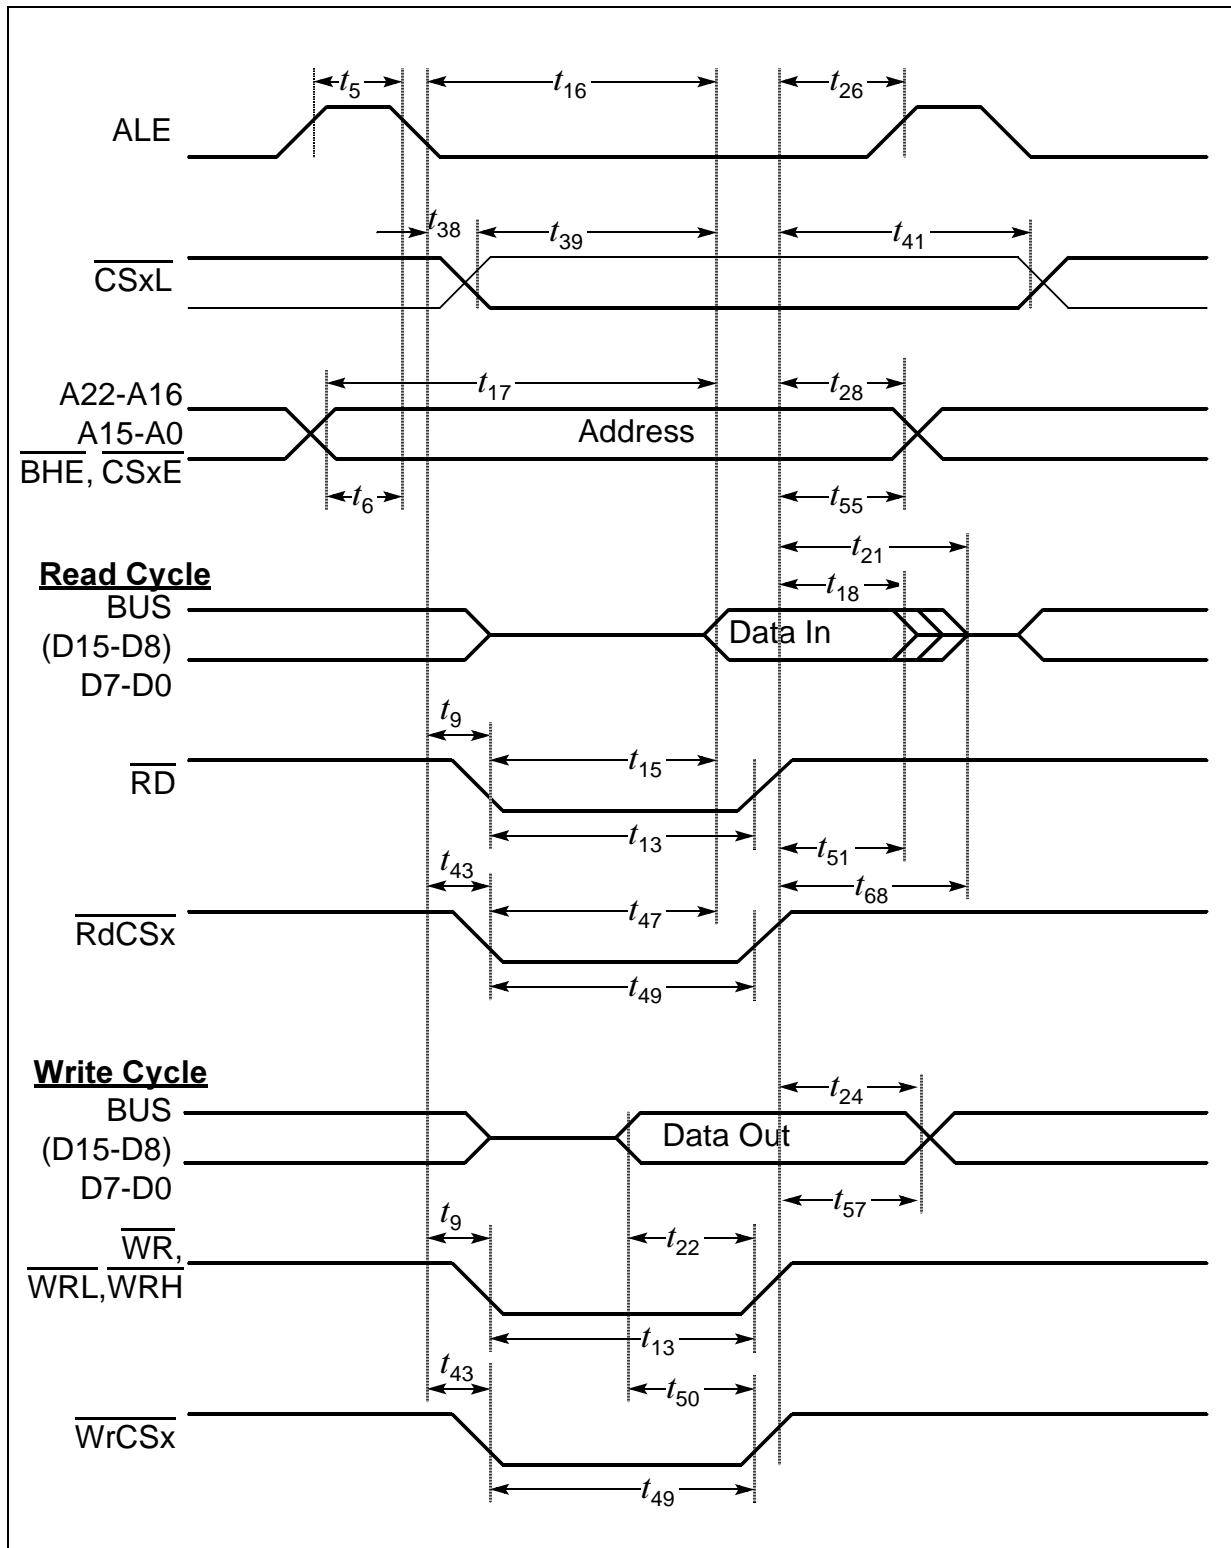 t5
t16
t26
ALE
t38
t39
t41
CSxL
t17
t28
A22-A16
A15-A0
Address
BHE, CSxE
t6
t55
t21
Read Cycle
t18
BUS
Data In
(D15-D8)
D7-D0
t9
t15
RD
t13
t51
t43
t68
t47
RdCSx
t49
Write Cycle
t24
BUS
Data Out
(D15-D8)
D7-D0
t57
t9
t22
WR,
WRL,WRH
t13
t43
t50
WrCSx
t49